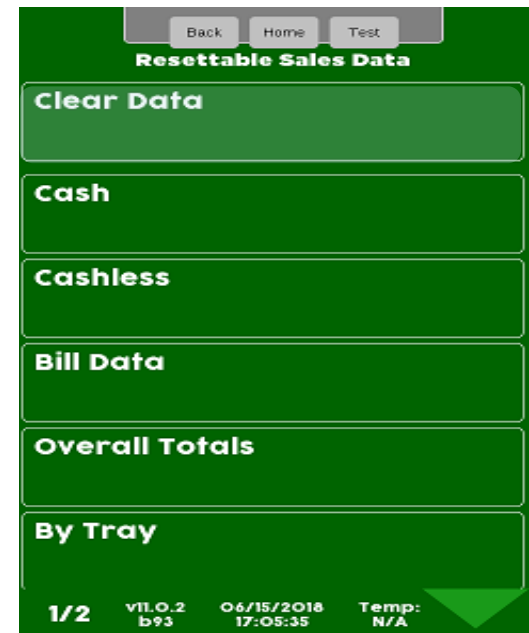 Back Home Test
Resettable Sales Data
Clear Data
Cash
Cashless
Bill Data
Overall Totals
By Tray
1/2 v11.0.2 06/15/2018 Temp:
b93 17:05:35 N/A